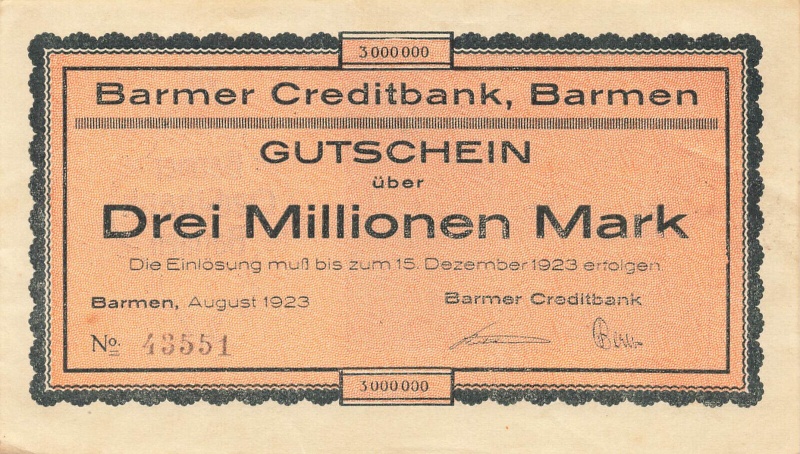 3000000
Barmer Creditbank, Barmen
GUTSCHEIN
über
Drei Millionen Mark
Die Einlösung muß bis zum 15. Dezember 1923 erfolgen
Barmen, August 1923
Barmer Creditbank
No. 43551
3000000